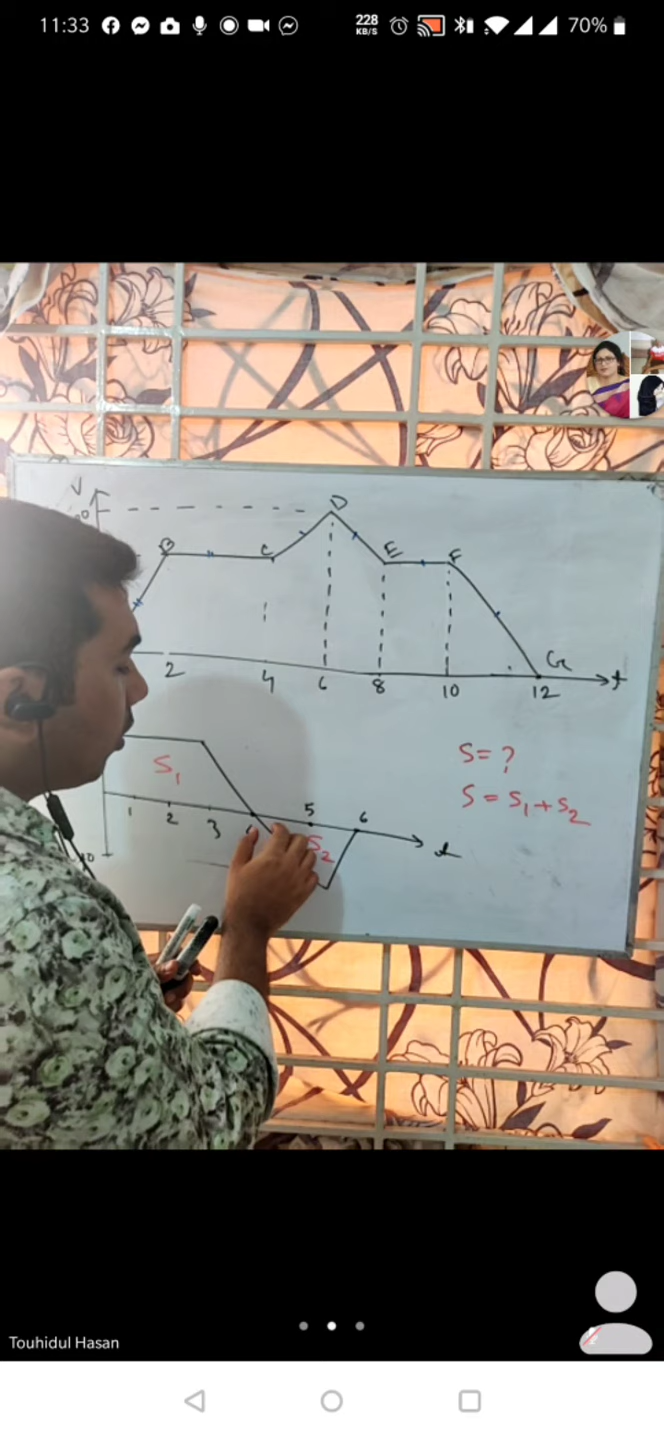 11:33
228
KB/S
70%
V
D
B
C
E
F
G
2
4
6
8
10
12
t
S₁
S = ?
S = S₁ + S₂
1
2
3
5
6
S₂
t
Touhidul Hasan